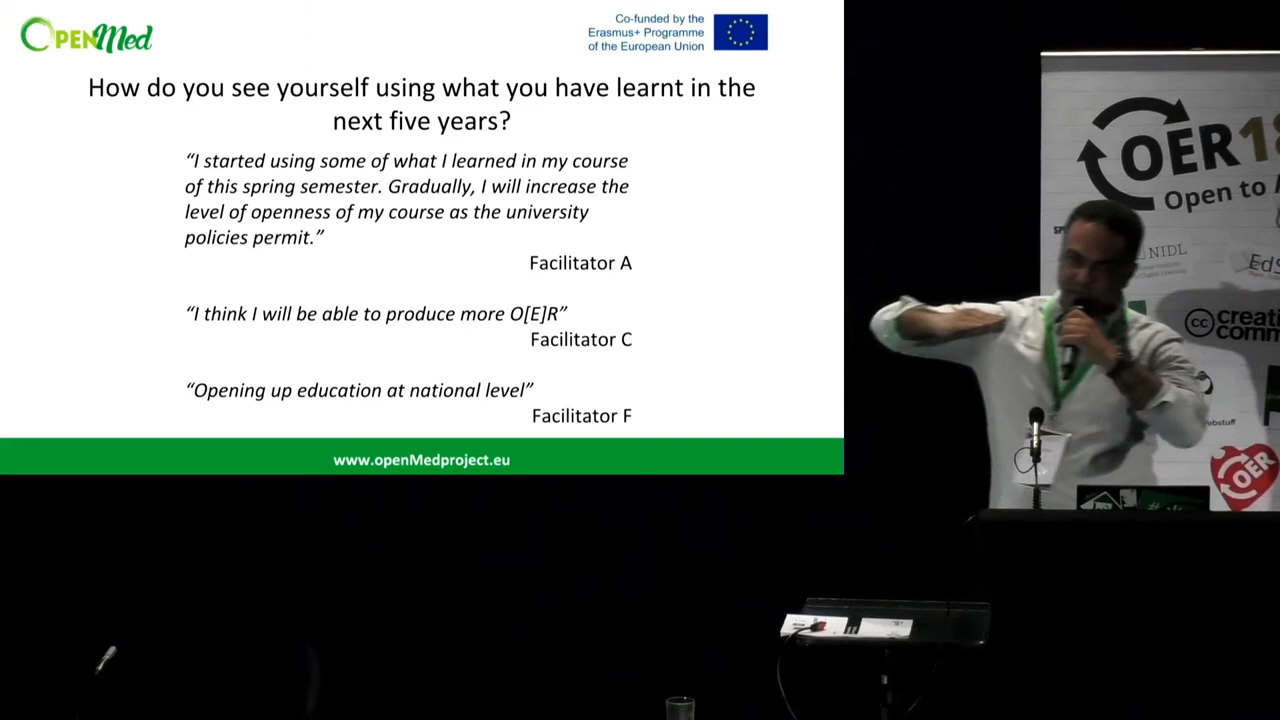 OPENMed
Co-funded by the
Erasmus+ Programme
of the European Union
How do you see yourself using what you have learnt in the
next five years?
“I started using some of what I learned in my course
of this spring semester. Gradually, I will increase the
level of openness of my course as the university
policies permit.”
Facilitator A
“I think I will be able to produce more O[E]R”
Facilitator C
“Opening up education at national level”
Facilitator F
www.openMedproject.eu
OER18
Open to
NIDL
EdS
cc creati
comm
ebstuff
OER